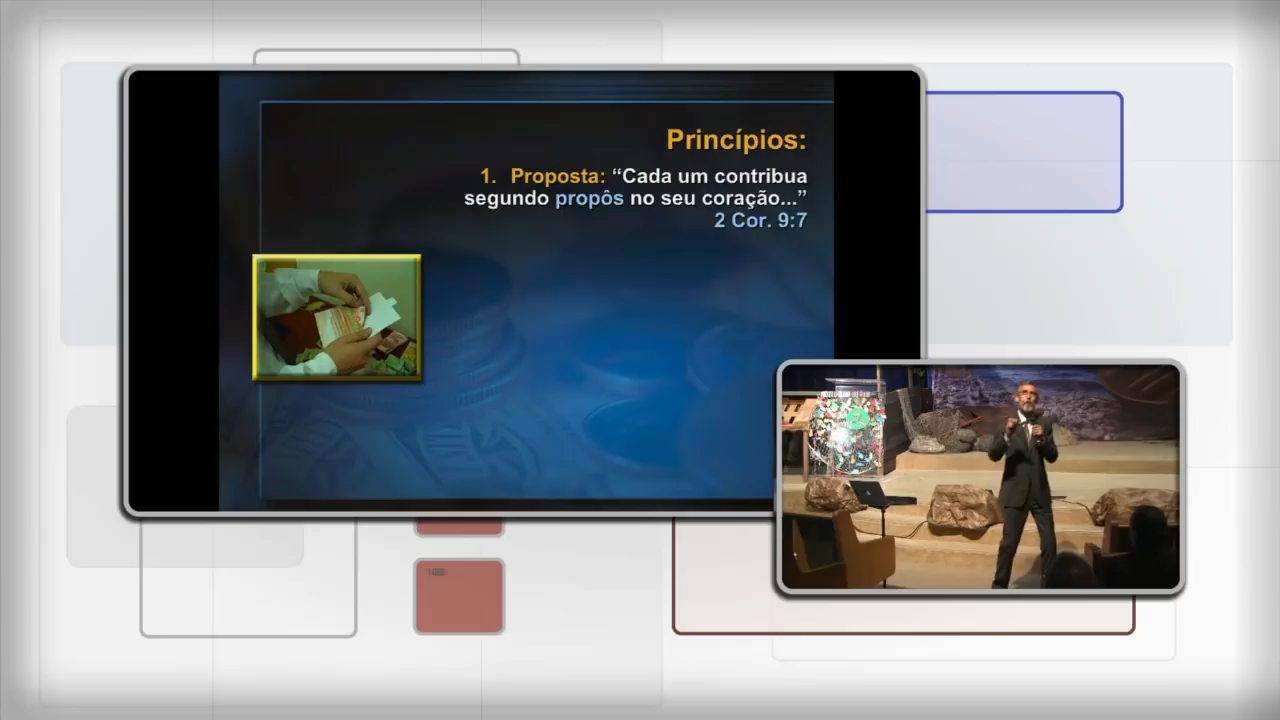 Princípios:
1. Proposta: “Cada um contribua
segundo propôs no seu coração...”
2 Cor. 9:7